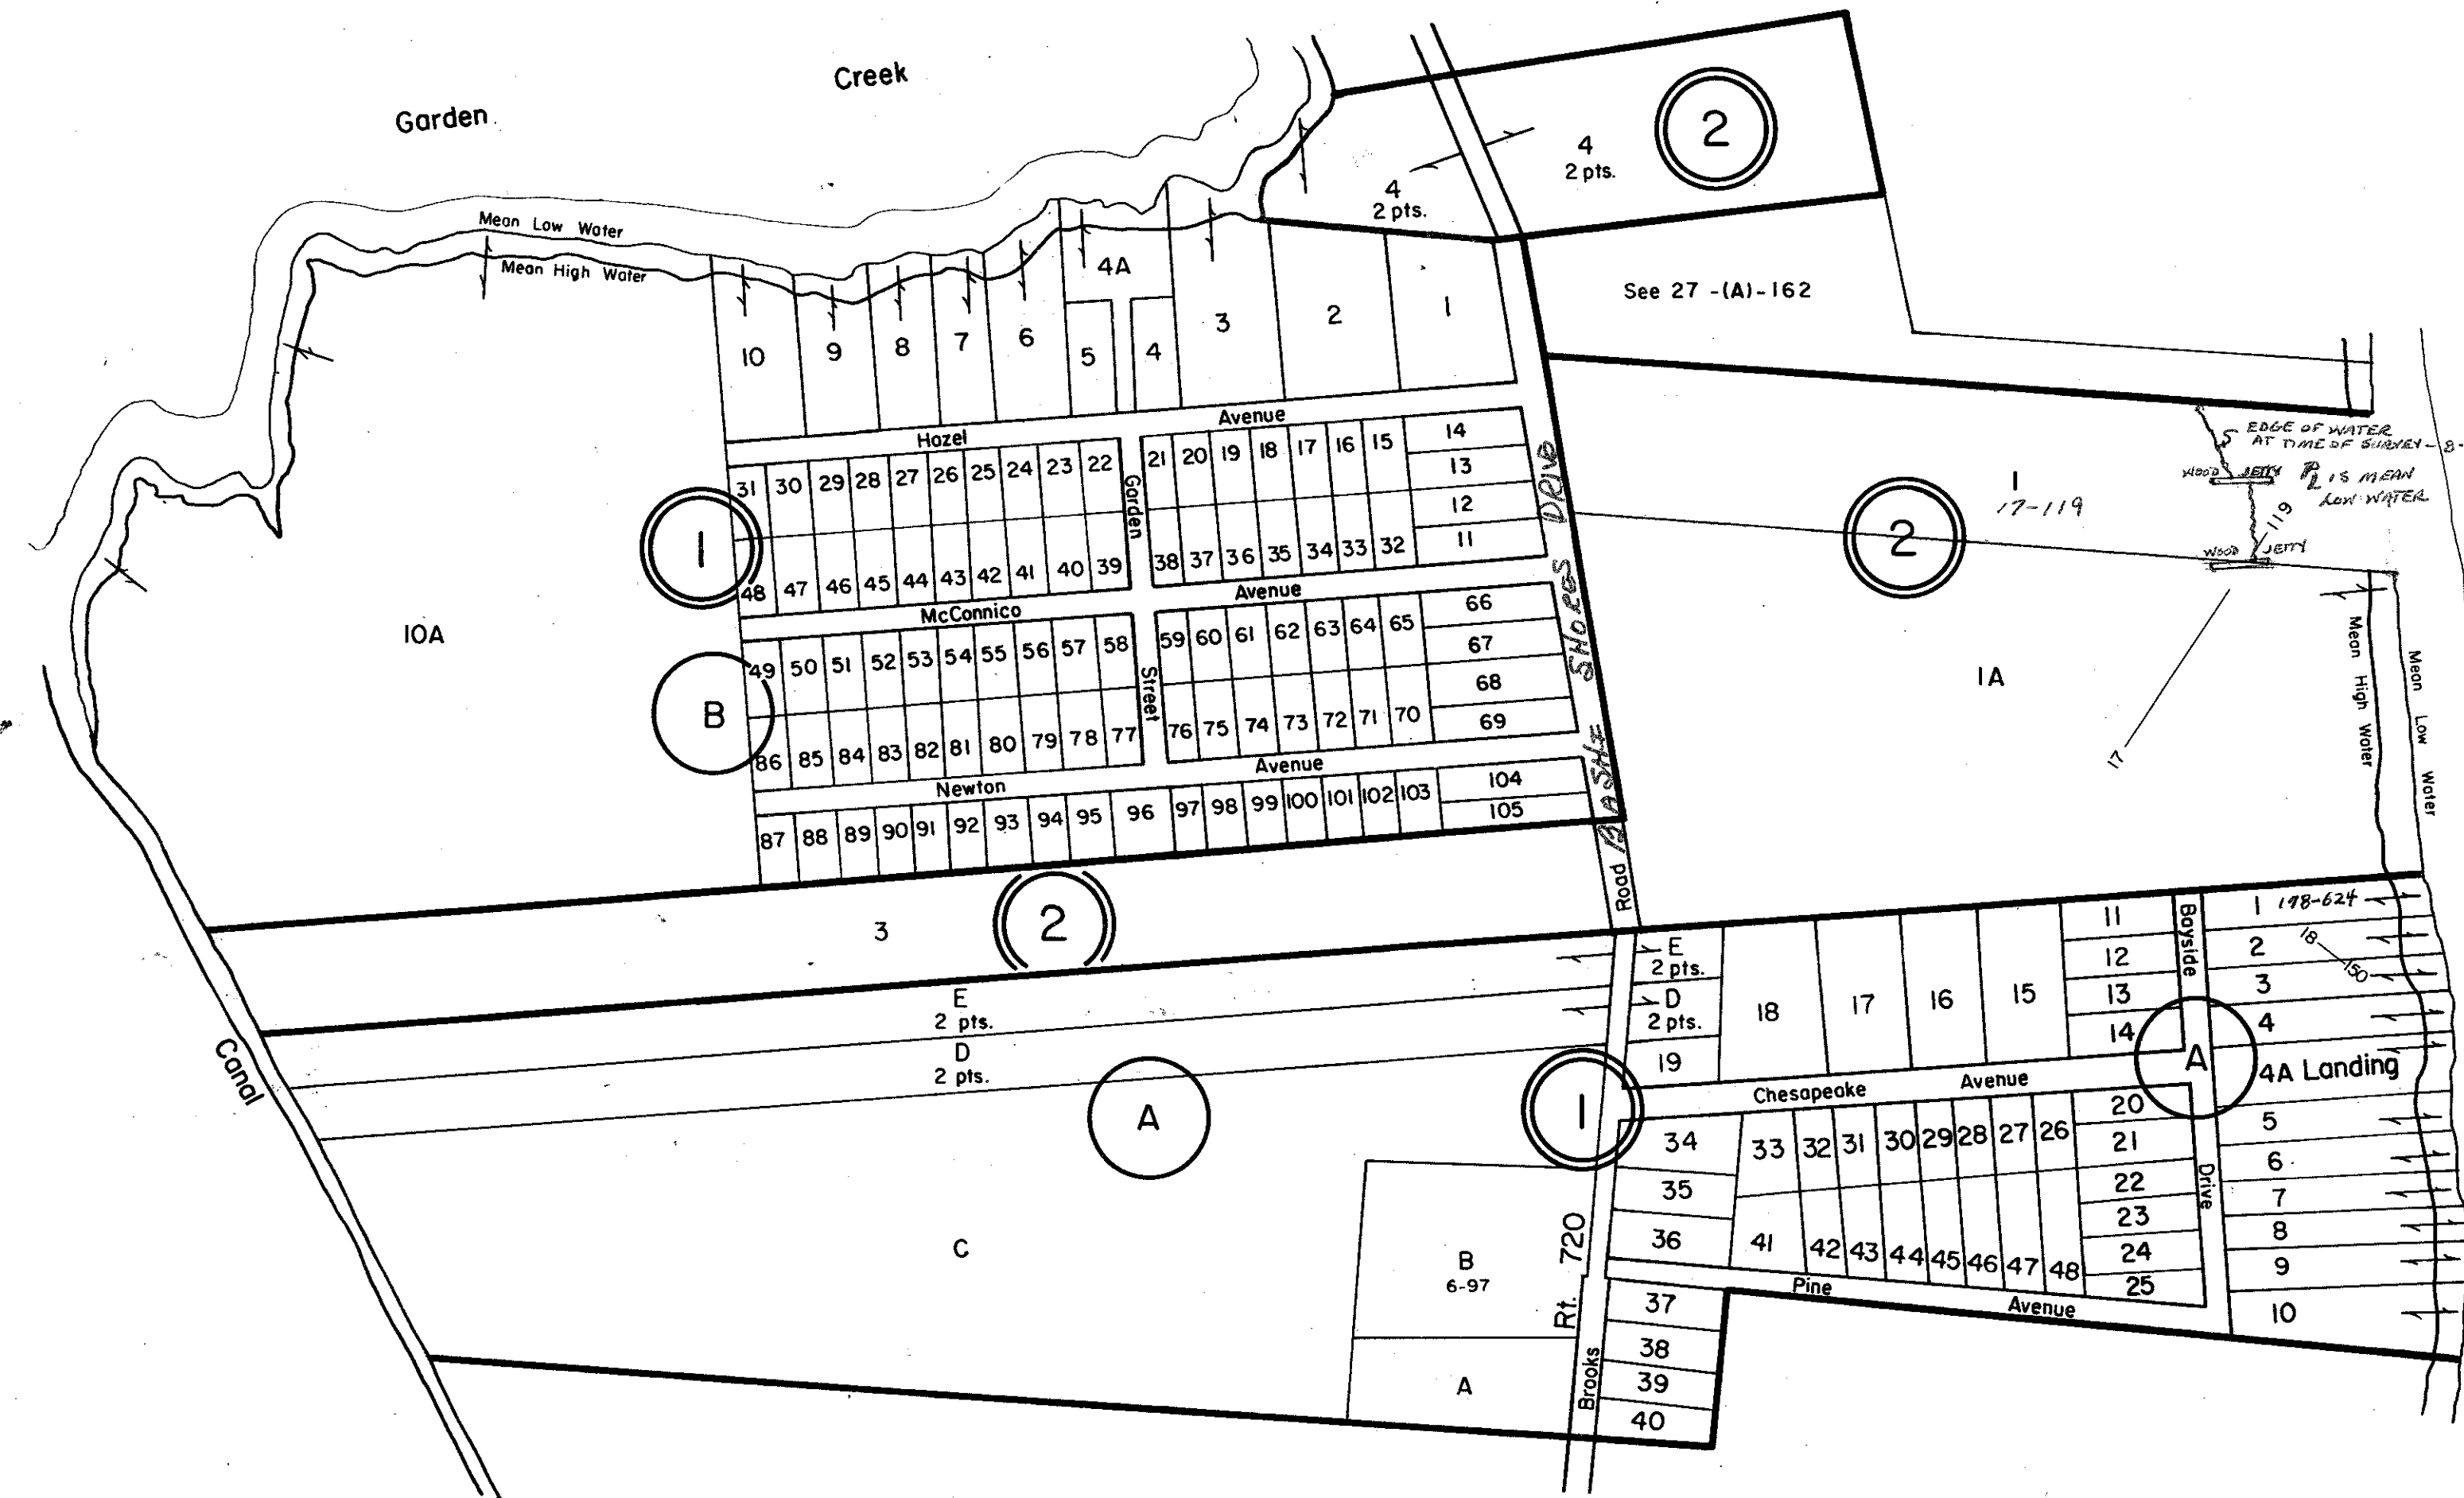 Garden Creek
2
4
2 pts.
4
2 pts.
Mean Low Water
Mean High Water
See 27 -(A)-162
10 9 8 7 6 5 4A 4 3 2 1
Hazel Avenue
31 30 29 28 27 26 25 24 23 22 21 20 19 18 17 16 15 14
13
12
11
48 47 46 45 44 43 42 41 40 39 38 37 36 35 34 33 32
1
Garden Street
McConnico Avenue
10A
B
49 50 51 52 53 54 55 56 57 58 59 60 61 62 63 64 65 66
67
68
69
86 85 84 83 82 81 80 79 78 77 76 75 74 73 72 71 70
Newton Avenue
87 88 89 90 91 92 93 94 95 96 97 98 99 100 101 102 103 104
105
SHORES DRIVE
EDGE OF WATER
AT TIME OF SURVEY - 8-
WOOD JETTY
PL IS MEAN
LOW WATER
1
17-119
2
119
WOOD JETTY
1A
17
Mean High Water
Mean Low Water
3
2
Road
E
2 pts.
D
2 pts.
Canal
A
C
B
6-97
A
1
Rt. 720
Brooks
E
2 pts.
D
2 pts.
19
18 17 16 15
11
12
13
14
Bayside Drive
A
1 198-624
2
18
150
3
4
4A Landing
5
6
7
8
9
10
Chesapeake Avenue
34 33 32 31 30 29 28 27 26
20
21
22
23
24
25
35
36
41 42 43 44 45 46 47 48
Pine Avenue
37
38
39
40